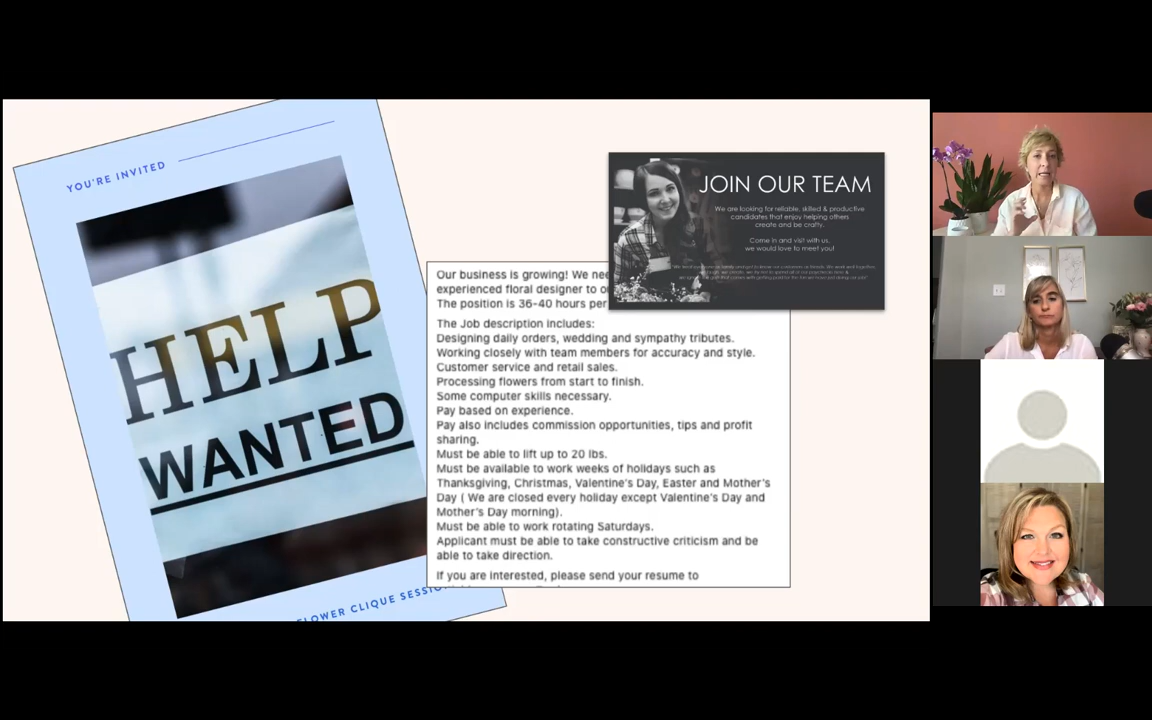 YOU'RE INVITED
HELP
WANTED
FLOWER CLIQUE SESSIO
Our business is growing! We nee
experienced floral designer to ou
The position is 36-40 hours per
The Job description includes:
Designing daily orders, wedding and sympathy tributes.
Working closely with team members for accuracy and style.
Customer service and retail sales.
Processing flowers from start to finish.
Some computer skills necessary.
Pay based on experience.
Pay also includes commission opportunities, tips and profit
sharing.
Must be able to lift up to 20 lbs.
Must be available to work weeks of holidays such as
Thanksgiving, Christmas, Valentine's Day, Easter and Mother's
Day ( We are closed every holiday except Valentine's Day and
Mother's Day morning).
Must be able to work rotating Saturdays.
Applicant must be able to take constructive criticism and be
able to take direction.
If you are interested, please send your resume to
JOIN OUR TEAM
We are looking for reliable, skilled & productive
candidates that enjoy helping others
create and be crafty.
Come in and visit with us,
we would love to meet you!